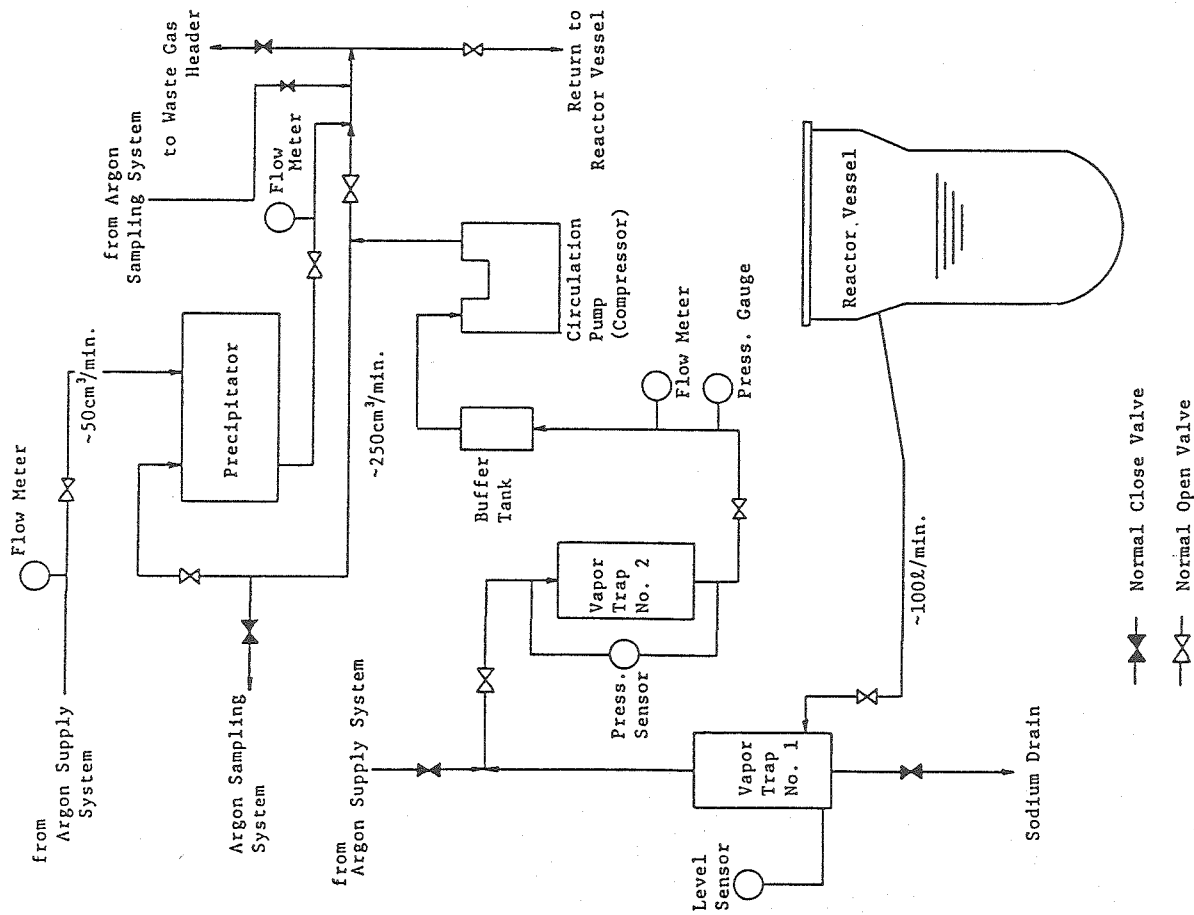 Flow Meter
from
Argon Supply
System
~50cm³/min.
Precipitator
Argon Sampling
System
from Argon
Sampling System
to Waste Gas
Header
Flow
Meter
~250cm³/min.
Return to
Reactor Vessel
from
Argon Supply System
Vapor
Trap
No. 2
Press.
Sensor
Buffer
Tank
Circulation
Pump
(Compressor)
Flow Meter
Press. Gauge
Level
Sensor
Vapor
Trap
No. 1
Sodium Drain
~100ℓ/min.
Reactor Vessel
Normal Close Valve
Normal Open Valve